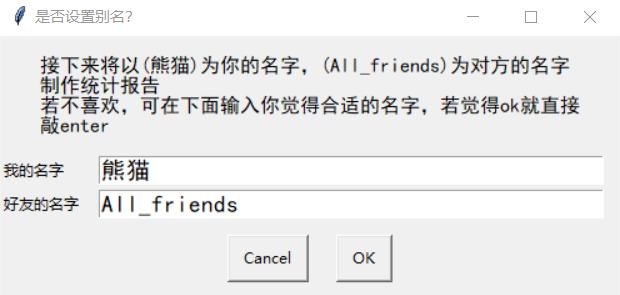 是否设置别名?
接下来将以(熊猫)为你的名字，(All_friends)为对方的名字
制作统计报告
若不喜欢，可在下面输入你觉得合适的名字，若觉得ok就直接
敲enter
我的名字 熊猫
好友的名字 All_friends
Cancel OK